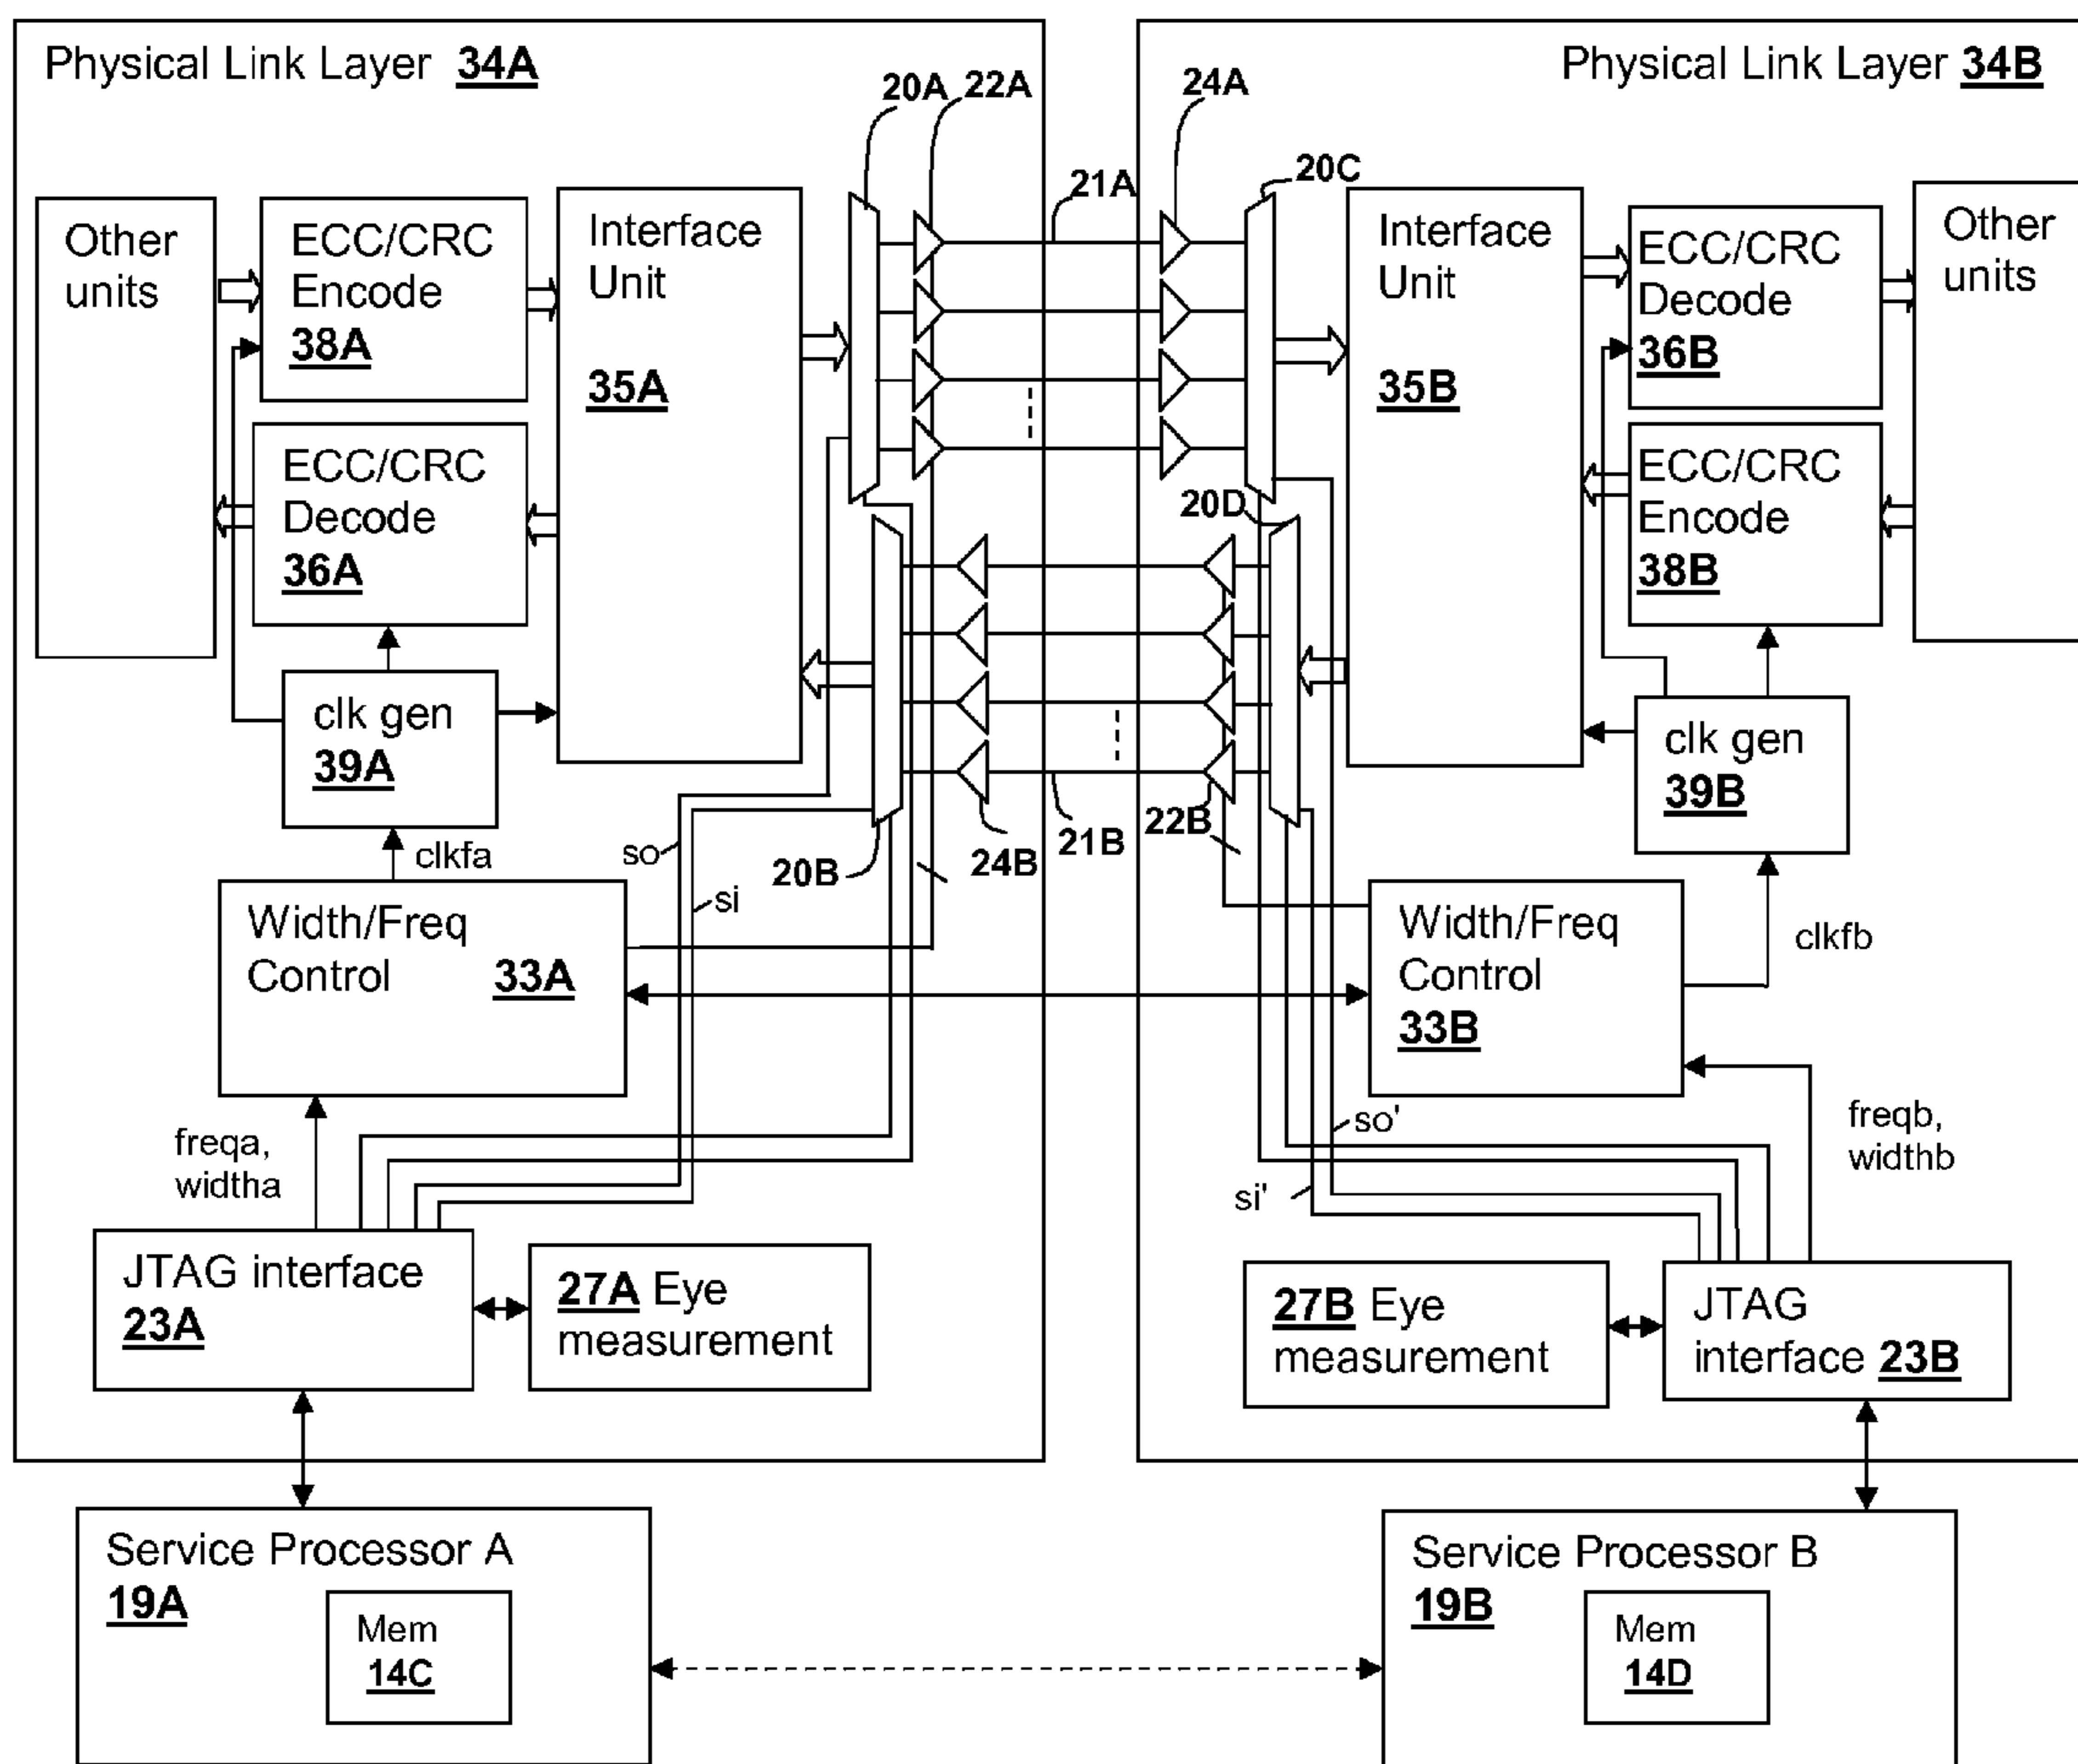 Physical Link Layer 34A
Physical Link Layer 34B
20A
22A
24A
20C
21A
Other
units
ECC/CRC
Encode
38A
Interface
Unit
35A
Interface
Unit
35B
ECC/CRC
Decode
36B
Other
units
ECC/CRC
Decode
36A
20D
ECC/CRC
Encode
38B
clk gen
39A
clk gen
39B
clkfa
so
si
20B
24B
21B
22B
Width/Freq
Control 33A
Width/Freq
Control
33B
clkfb
freqa,
widtha
so'
si'
freqb,
widthb
JTAG interface
23A
27A Eye
measurement
27B Eye
measurement
JTAG
interface 23B
Service Processor A
19A
Mem
14C
Service Processor B
19B
Mem
14D